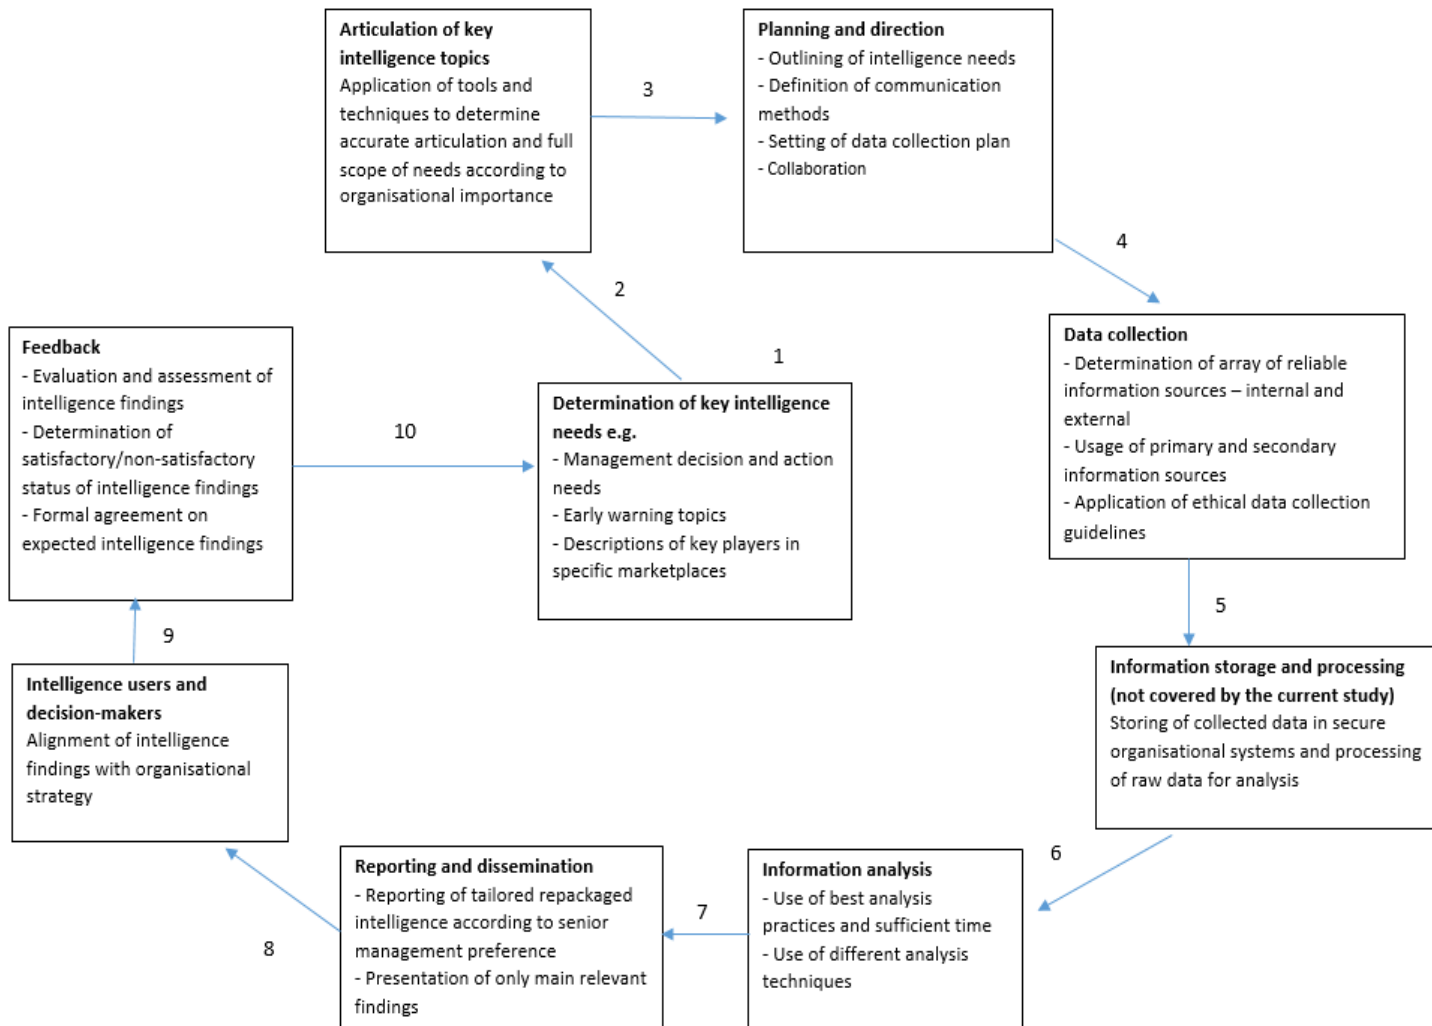 Articulation of key
intelligence topics
Application of tools and
techniques to determine
accurate articulation and full
scope of needs according to
organisational importance
3
Planning and direction
- Outlining of intelligence needs
- Definition of communication
methods
- Setting of data collection plan
- Collaboration
4
2
1
Data collection
- Determination of array of reliable
information sources – internal and
external
- Usage of primary and secondary
information sources
- Application of ethical data collection
guidelines
Feedback
- Evaluation and assessment of
intelligence findings
- Determination of
satisfactory/non-satisfactory
status of intelligence findings
- Formal agreement on
expected intelligence findings
10
Determination of key intelligence
needs e.g.
- Management decision and action
needs
- Early warning topics
- Descriptions of key players in
specific marketplaces
5
9
Information storage and processing
(not covered by the current study)
Storing of collected data in secure
organisational systems and processing
of raw data for analysis
Intelligence users and
decision-makers
Alignment of intelligence
findings with organisational
strategy
6
Information analysis
- Use of best analysis
practices and sufficient time
- Use of different analysis
techniques
7
Reporting and dissemination
- Reporting of tailored repackaged
intelligence according to senior
management preference
- Presentation of only main relevant
findings
8